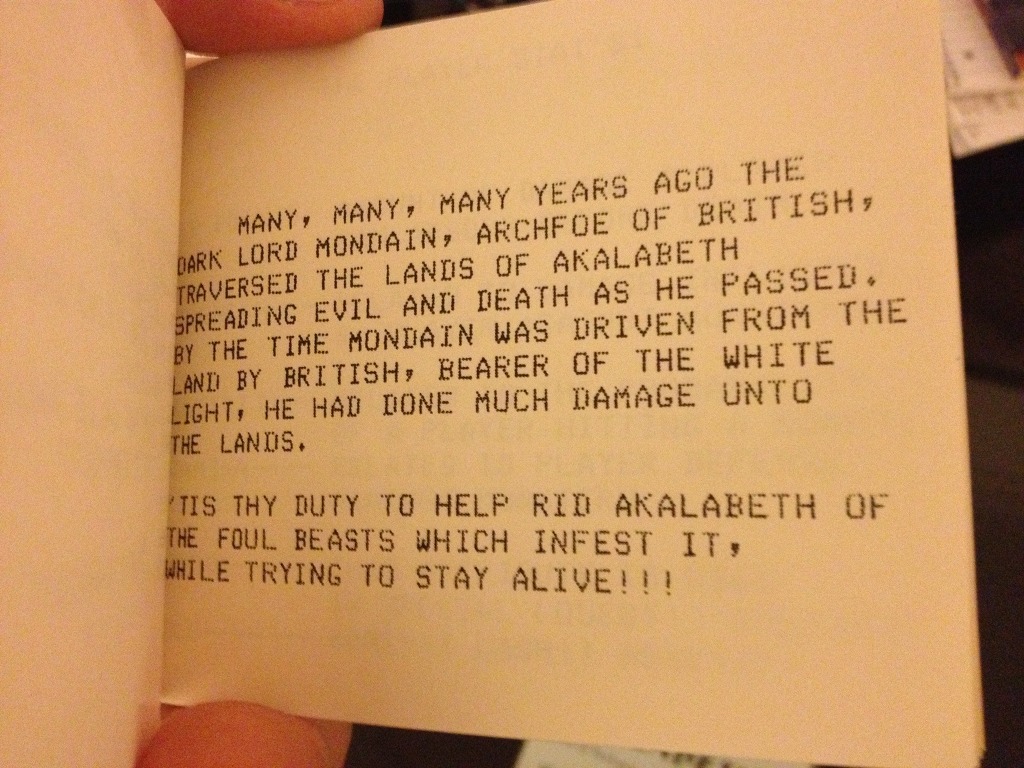 MANY, MANY, MANY YEARS AGO THE
DARK LORD MONDAIN, ARCHFOE OF BRITISH,
TRAVERSED THE LANDS OF AKALABETH
SPREADING EVIL AND DEATH AS HE PASSED.
BY THE TIME MONDAIN WAS DRIVEN FROM THE
LAND BY BRITISH, BEARER OF THE WHITE
LIGHT, HE HAD DONE MUCH DAMAGE UNTO
THE LANDS.
'TIS THY DUTY TO HELP RID AKALABETH OF
THE FOUL BEASTS WHICH INFEST IT,
WHILE TRYING TO STAY ALIVE!!!